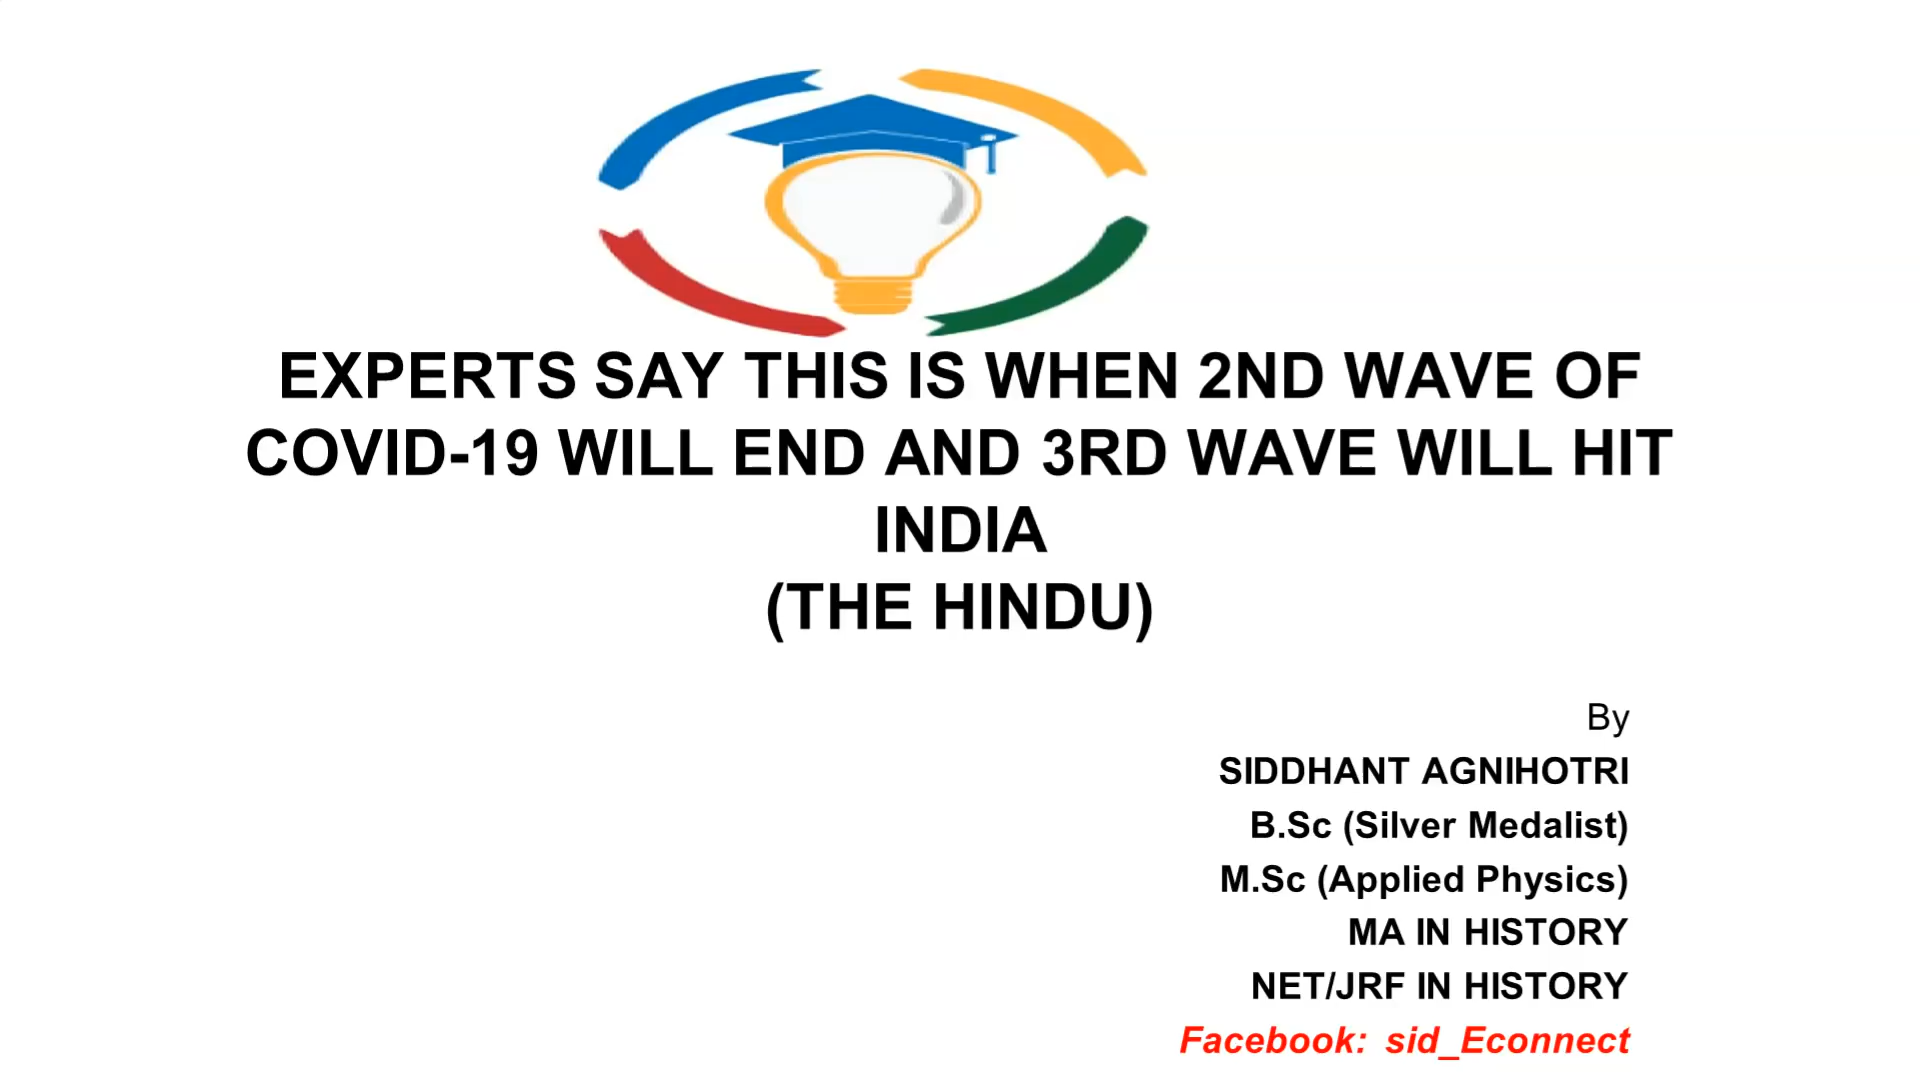 EXPERTS SAY THIS IS WHEN 2ND WAVE OF
COVID-19 WILL END AND 3RD WAVE WILL HIT
INDIA
(THE HINDU)
By
SIDDHANT AGNIHOTRI
B.Sc (Silver Medalist)
M.Sc (Applied Physics)
MA IN HISTORY
NET/JRF IN HISTORY
Facebook: sid_Econnect